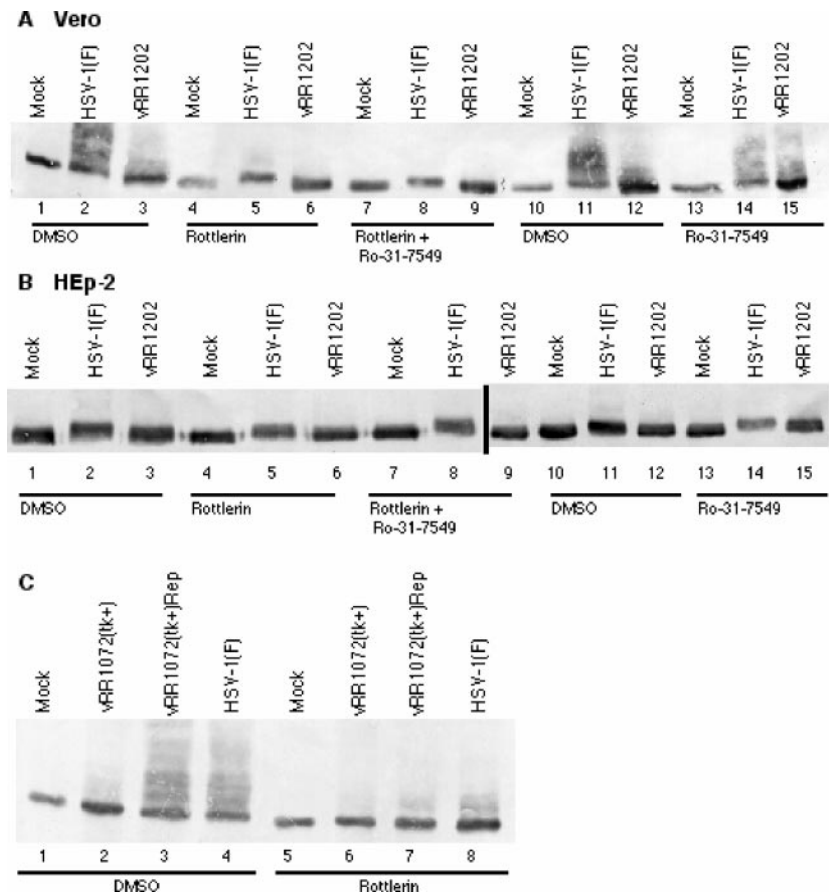 A Vero
Mock HSV-1(F) vRR1202 Mock HSV-1(F) vRR1202 Mock HSV-1(F) vRR1202 Mock HSV-1(F) vRR1202 Mock HSV-1(F) vRR1202
1 2 3 4 5 6 7 8 9 10 11 12 13 14 15
DMSO Rottlerin Rottlerin + DMSO Ro-31-7549
Ro-31-7549
B HEp-2
Mock HSV-1(F) vRR1202 Mock HSV-1(F) vRR1202 Mock HSV-1(F) vRR1202 Mock HSV-1(F) vRR1202 Mock HSV-1(F) vRR1202
1 2 3 4 5 6 7 8 9 10 11 12 13 14 15
DMSO Rottlerin Rottlerin + DMSO Ro-31-7549
Ro-31-7549
C
Mock vRR1072(tk+) vRR1072(tk+)Rep HSV-1(F) Mock vRR1072(tk+) vRR1072(tk+)Rep HSV-1(F)
1 2 3 4 5 6 7 8
DMSO Rottlerin